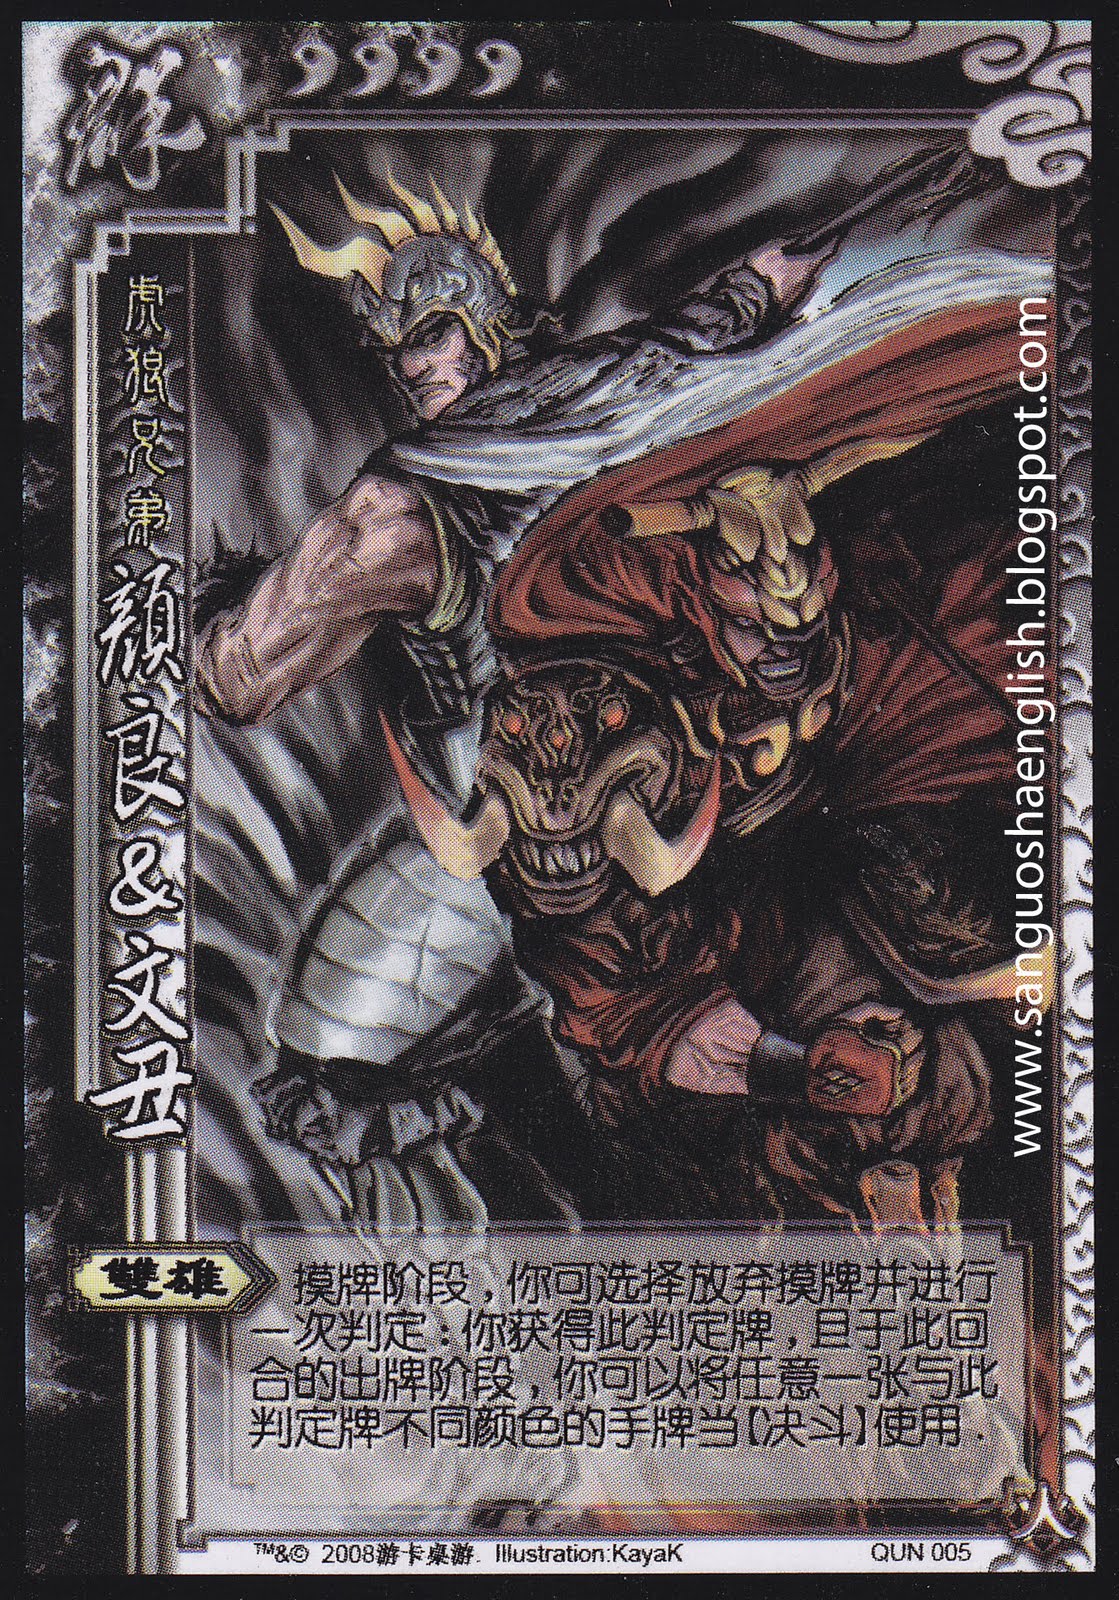 群
虎狼兄弟
顔良&文丑
www.sanguoshaenglish.blogspot.com
雙雄
摸牌阶段，你可选择放弃摸牌并进行
一次判定：你获得此判定牌，且于此回
合的出牌阶段，你可以将任意一张与此
判定牌不同颜色的手牌当【决斗】使用．
人
™&© 2008游卡桌游. Illustration:KayaK
QUN 005